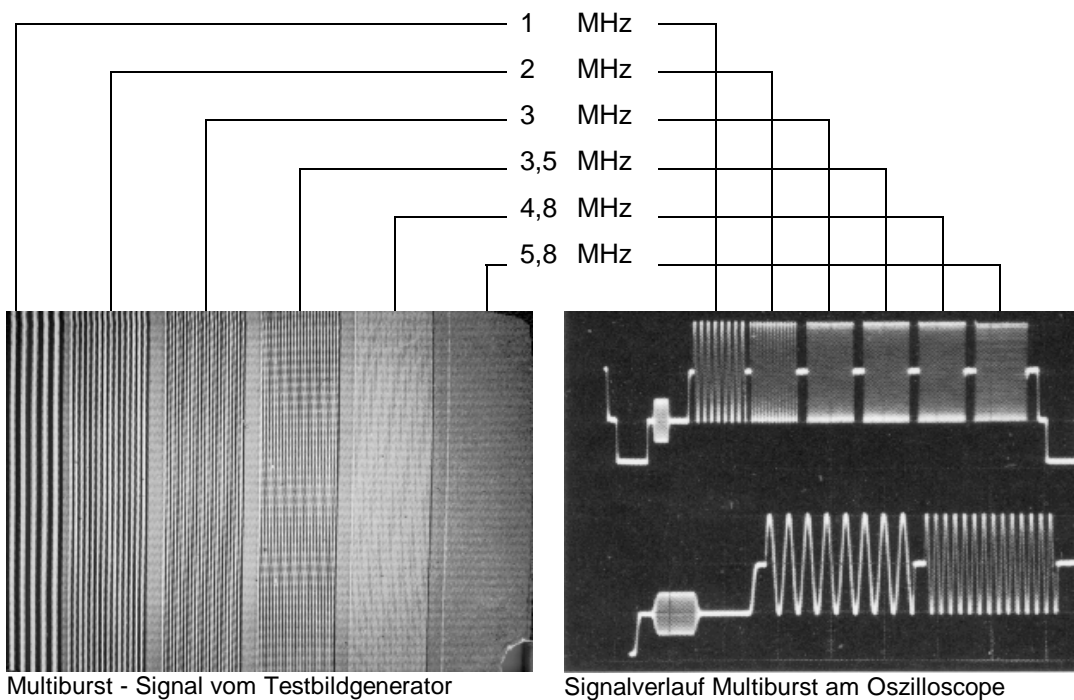 1 MHz
2 MHz
3 MHz
3,5 MHz
4,8 MHz
5,8 MHz
Multiburst - Signal vom Testbildgenerator
Signalverlauf Multiburst am Oszilloscope